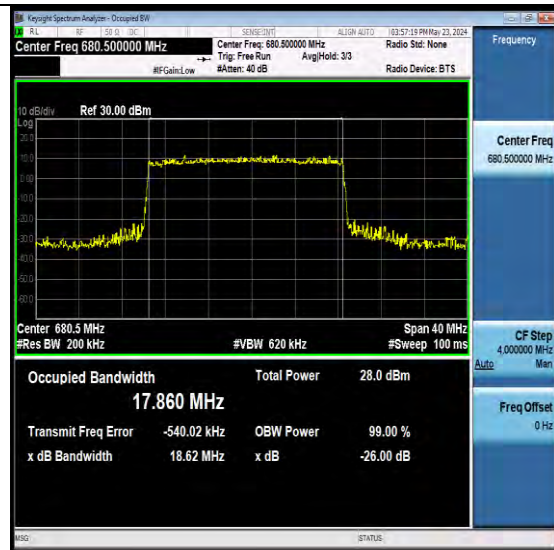 Keysight Spectrum Analyzer - Occupied BW
RL RF 50 Ω DC SENSE:INT ALIGN AUTO 03:57:19 PM May 23, 2024
Center Freq 680.500000 MHz
Center Freq: 680.500000 MHz
Radio Std: None
Trig: Free Run Avg|Hold: 3/3
#IFGain:Low #Atten: 40 dB Radio Device: BTS
Frequency
10 dB/div Ref 30.00 dBm
Log
20.0
10.0
0.00
-10.0
-20.0
-30.0
-40.0
-50.0
-60.0
Center Freq
680.500000 MHz
Center 680.5 MHz Span 40 MHz
#Res BW 200 kHz #VBW 620 kHz #Sweep 100 ms
CF Step
4.000000 MHz
Auto Man
Occupied Bandwidth Total Power 28.0 dBm
17.860 MHz
Transmit Freq Error -540.02 kHz OBW Power 99.00 %
x dB Bandwidth 18.62 MHz x dB -26.00 dB
Freq Offset
0 Hz
MSG STATUS